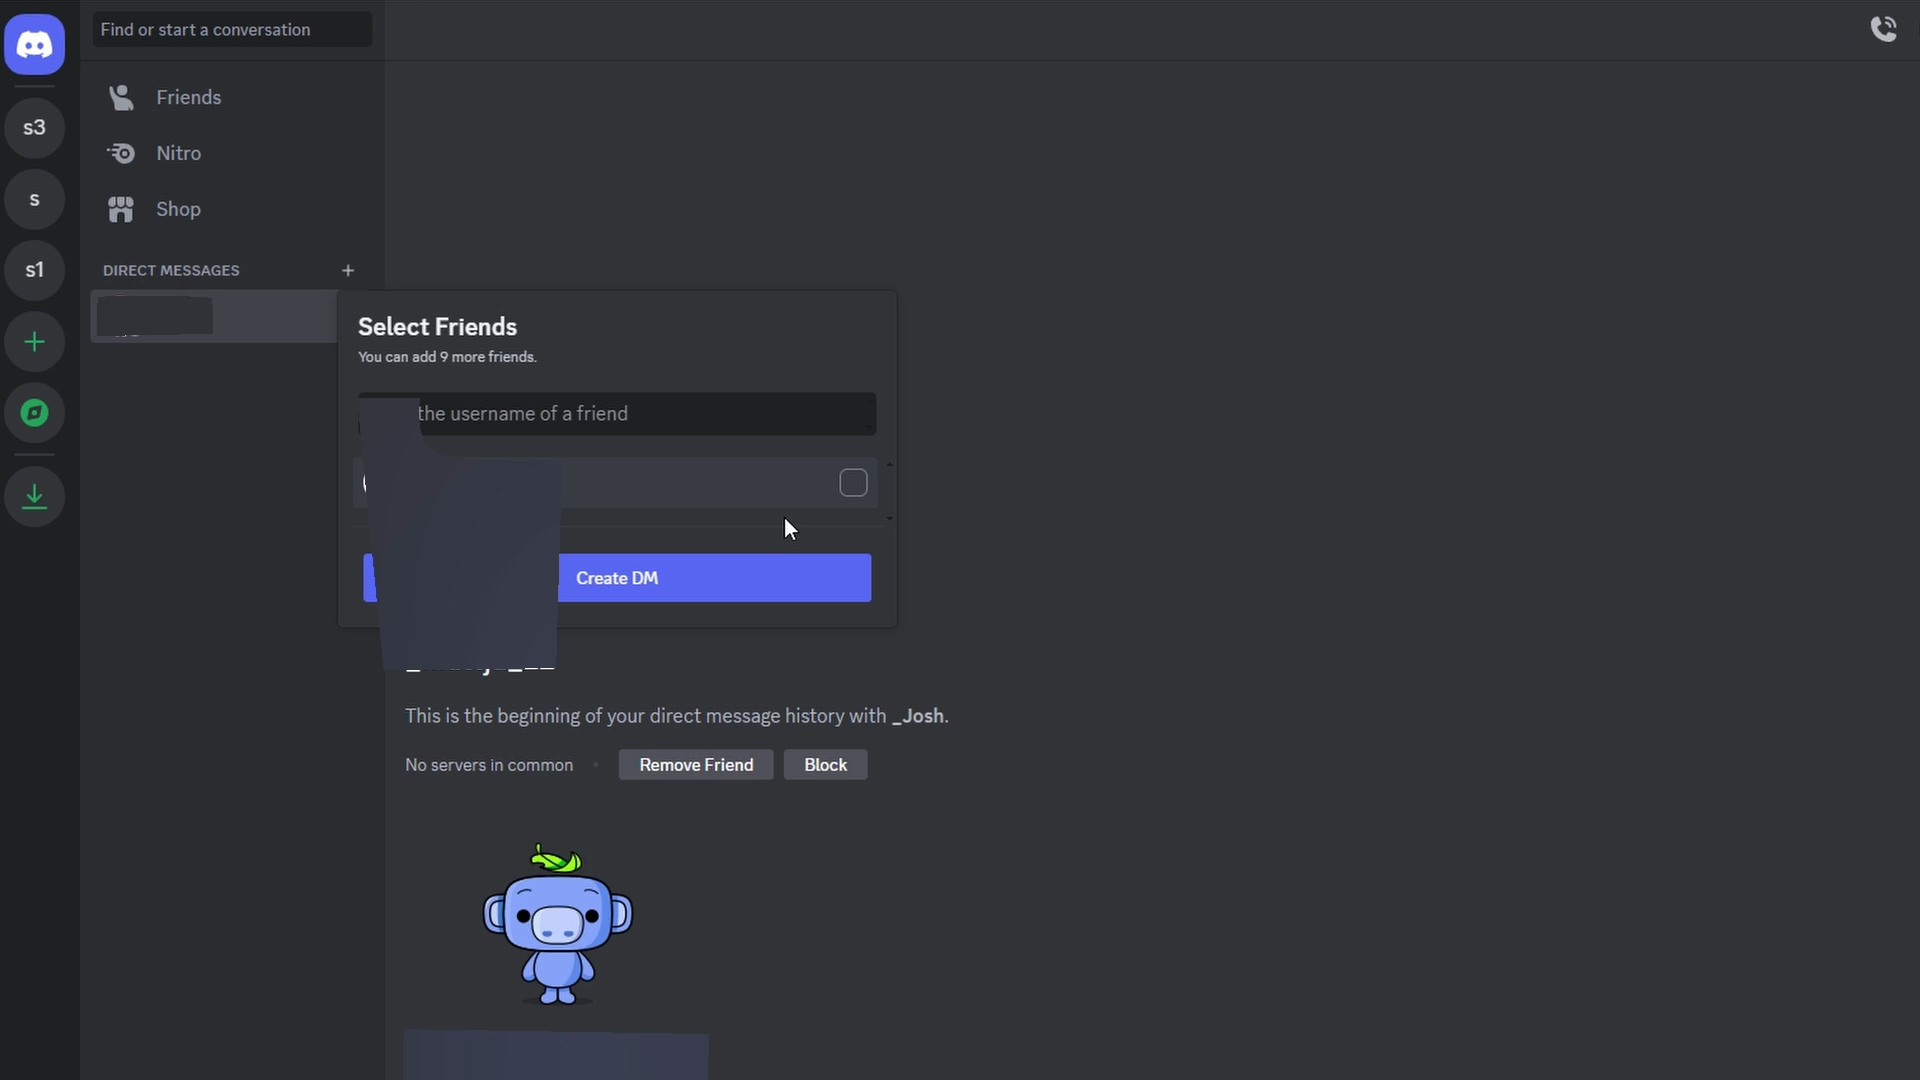 Find or start a conversation
Friends
s3
Nitro
s
Shop
s1
DIRECT MESSAGES
Select Friends
You can add 9 more friends.
the username of a friend
Create DM
This is the beginning of your direct message history with _Josh.
No servers in common
Remove Friend
Block